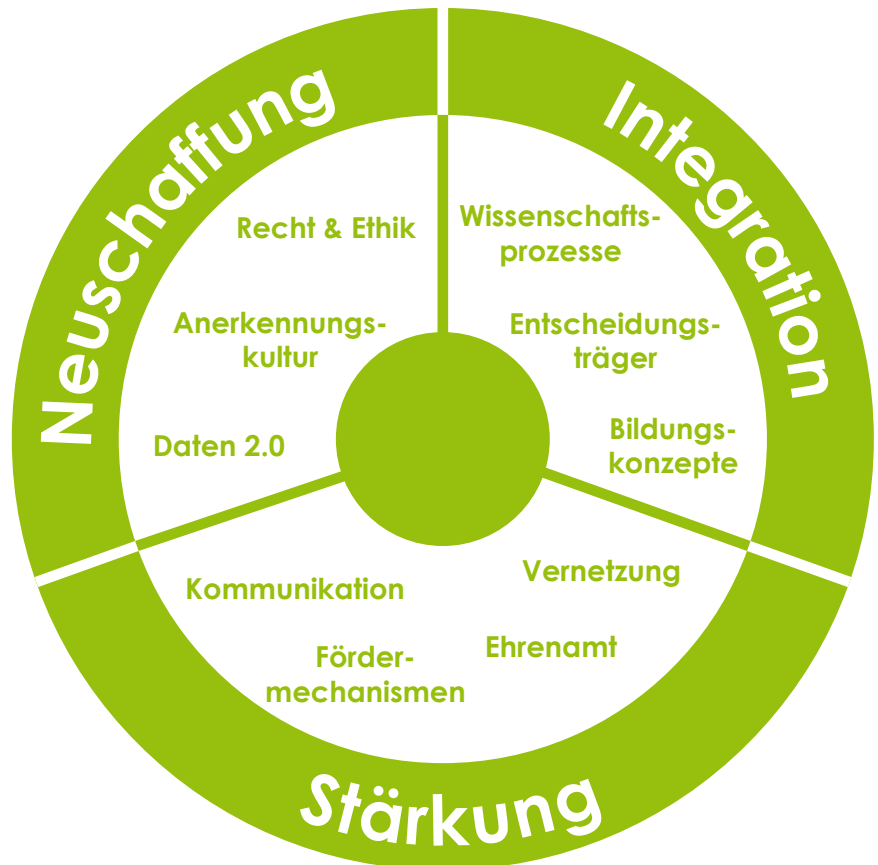 Neuschaffung
Recht & Ethik
Anerkennungs-
kultur
Daten 2.0
Integration
Wissenschafts-
prozesse
Entscheidungs-
träger
Bildungs-
konzepte
Stärkung
Kommunikation
Vernetzung
Förder-
mechanismen
Ehrenamt